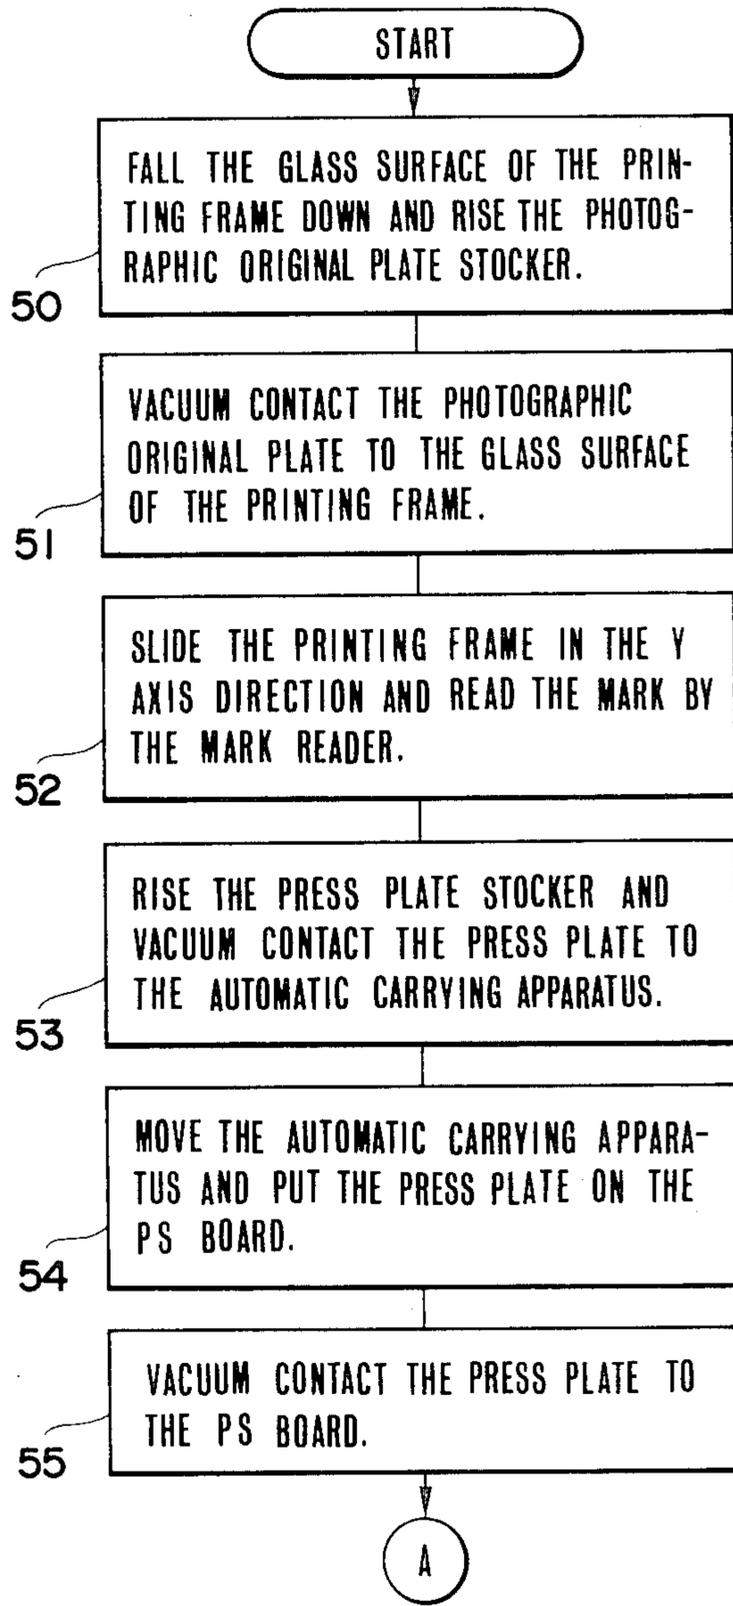 START
FALL THE GLASS SURFACE OF THE PRIN-
TING FRAME DOWN AND RISE THE PHOTOG-
RAPHIC ORIGINAL PLATE STOCKER.
50
VACUUM CONTACT THE PHOTOGRAPHIC
ORIGINAL PLATE TO THE GLASS SURFACE
OF THE PRINTING FRAME.
51
SLIDE THE PRINTING FRAME IN THE Y
AXIS DIRECTION AND READ THE MARK BY
THE MARK READER.
52
RISE THE PRESS PLATE STOCKER AND
VACUUM CONTACT THE PRESS PLATE TO
THE AUTOMATIC CARRYING APPARATUS.
53
MOVE THE AUTOMATIC CARRYING APPARA-
TUS AND PUT THE PRESS PLATE ON THE
PS BOARD.
54
VACUUM CONTACT THE PRESS PLATE TO
THE PS BOARD.
55
A